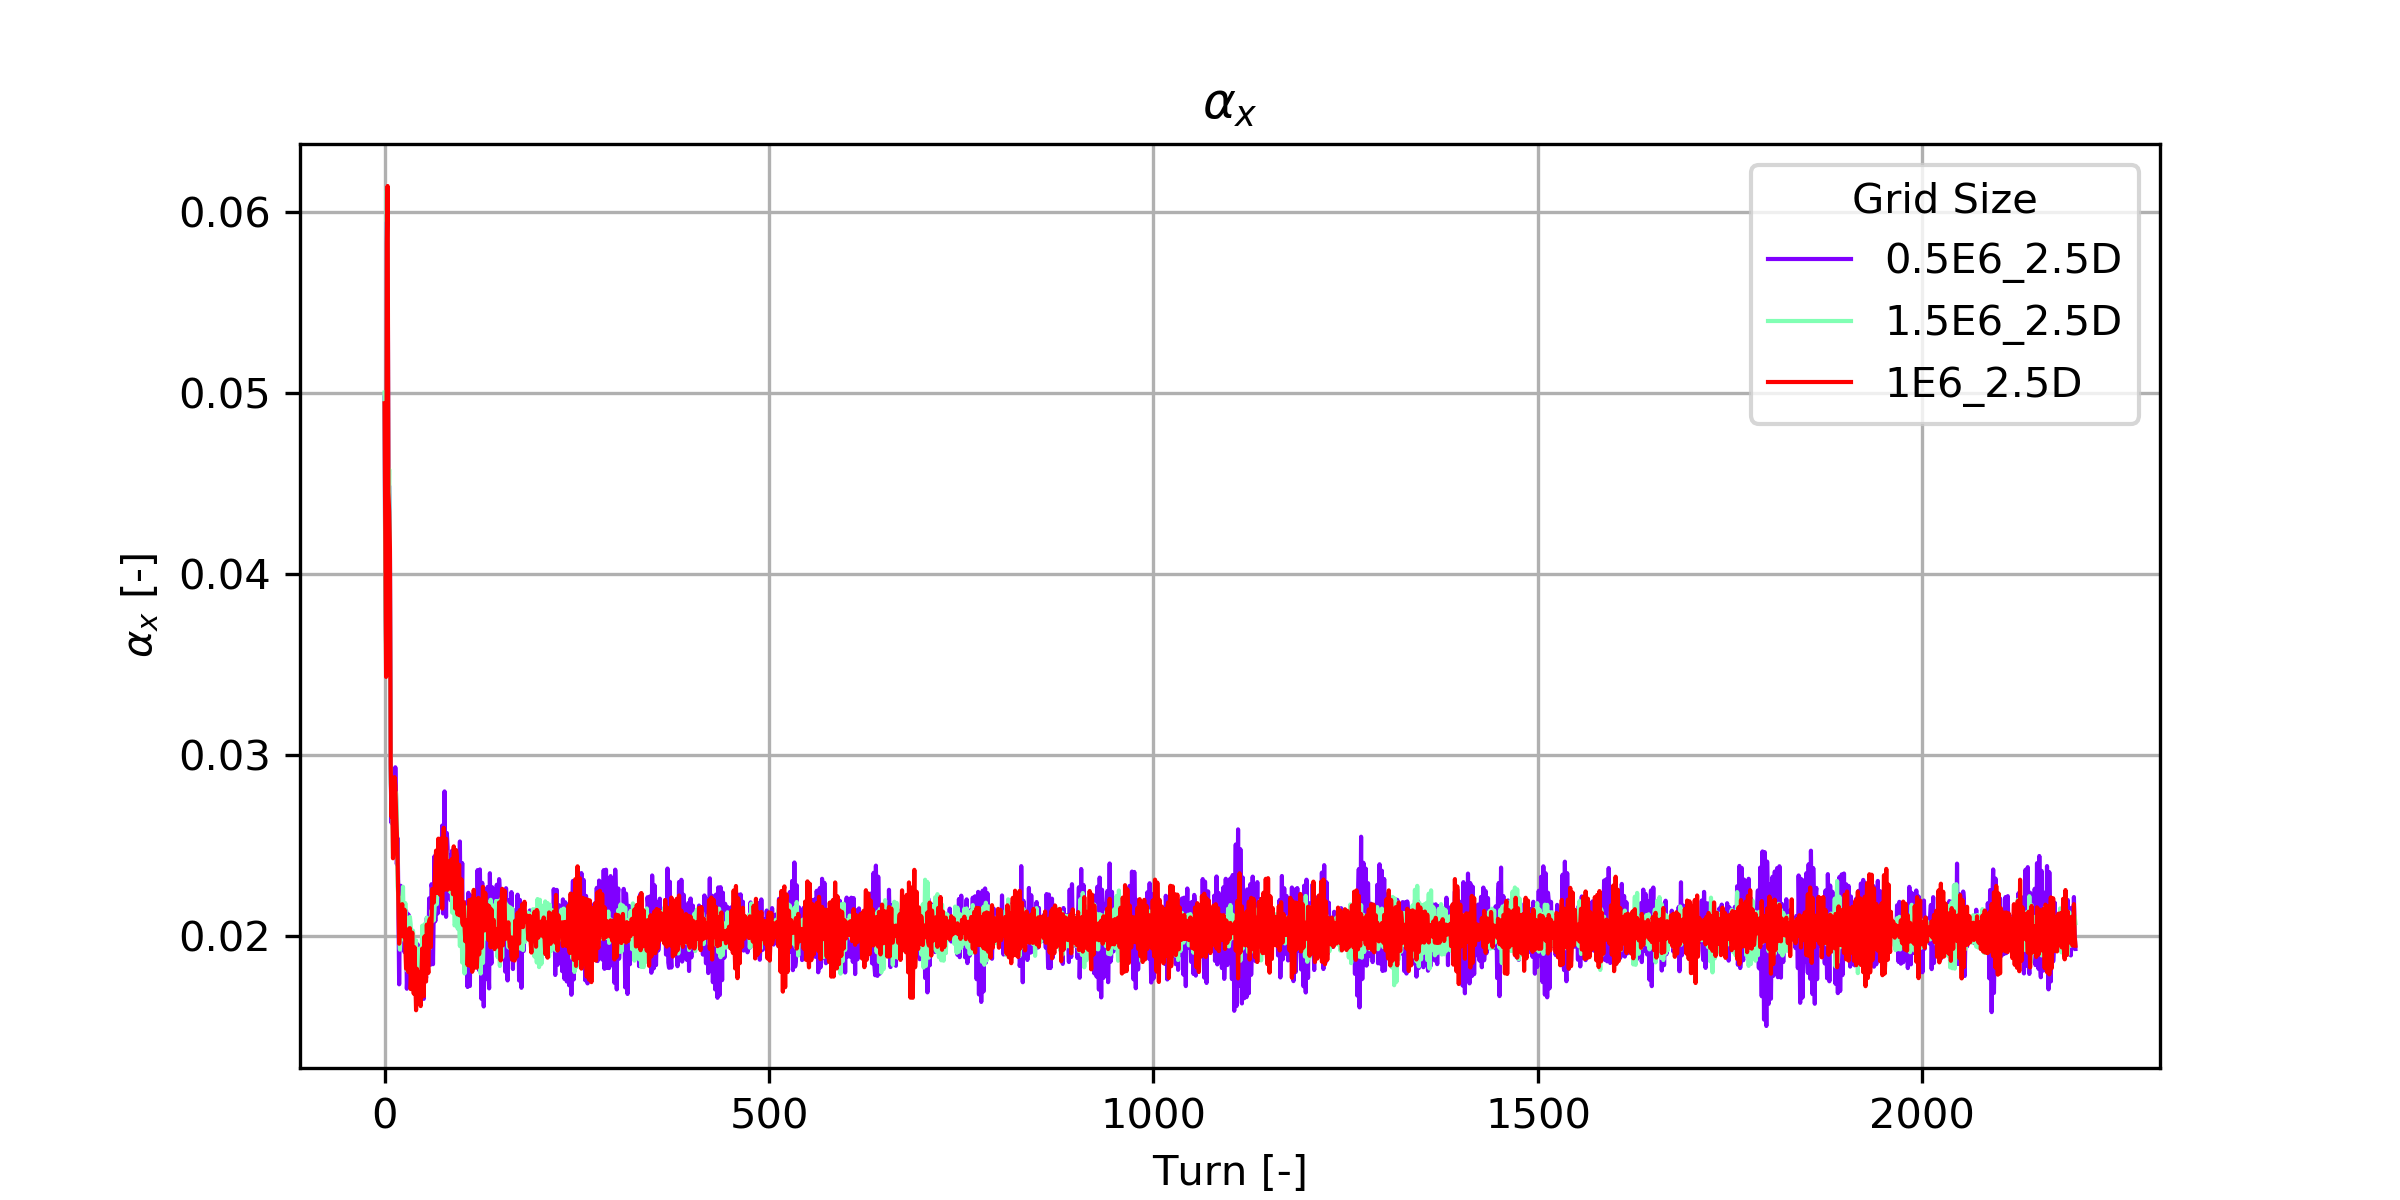 αx
αx [-]
0.06
0.05
0.04
0.03
0.02
0 500 1000 1500 2000
Turn [-]
Grid Size
0.5E6_2.5D
1.5E6_2.5D
1E6_2.5D